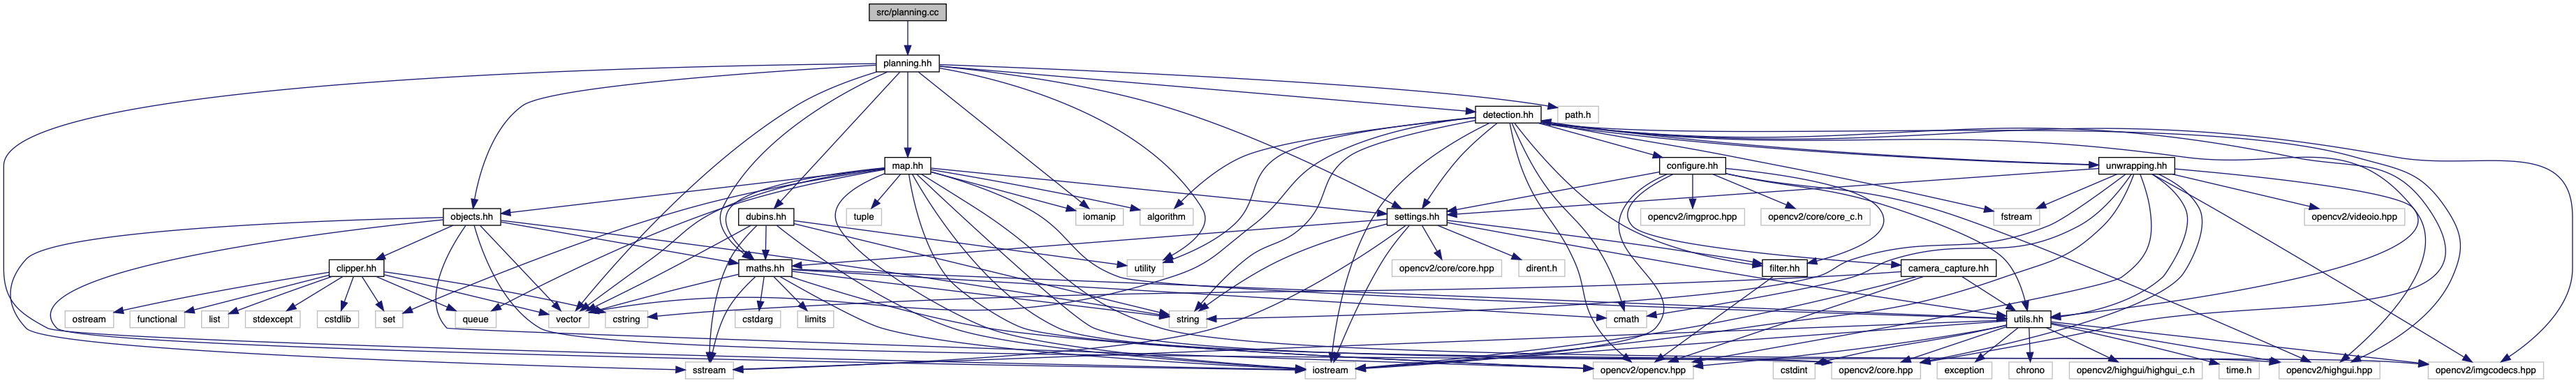 src/planning.cc
planning.hh
detection.hh
path.h
map.hh
configure.hh
unwrapping.hh
objects.hh
dubins.hh
tuple
iomanip
algorithm
settings.hh
opencv2/imgproc.hpp
opencv2/core/core_c.h
fstream
opencv2/videoio.hpp
clipper.hh
maths.hh
utility
opencv2/core/core.hpp
dirent.h
filter.hh
camera_capture.hh
ostream
functional
list
stdexcept
cstdlib
set
queue
vector
cstring
cstdarg
limits
string
cmath
utils.hh
sstream
iostream
opencv2/opencv.hpp
cstdint
opencv2/core.hpp
exception
chrono
opencv2/highgui/highgui_c.h
time.h
opencv2/highgui.hpp
opencv2/imgcodecs.hpp